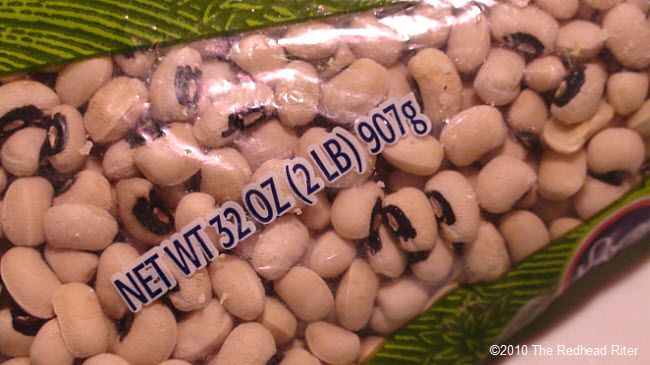 NET WT 32 OZ (2 LB) 907g
©2010 The Redhead Riter